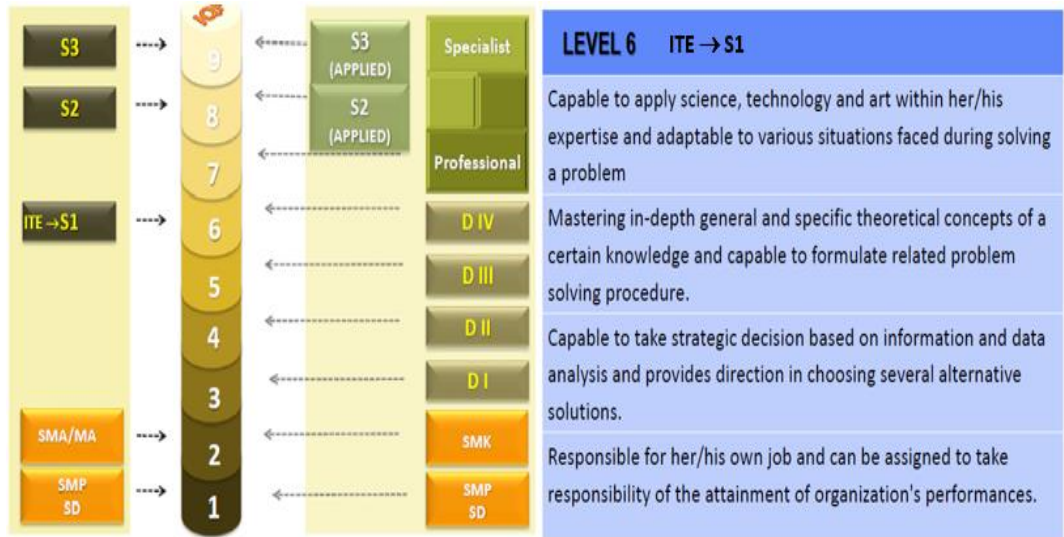 S3
S2
ITE → S1
SMA/MA
SMP
SD
9
8
7
6
5
4
3
2
1
S3
(APPLIED)
S2
(APPLIED)
Specialist
Professional
D IV
D III
D II
D I
SMK
SMP
SD
LEVEL 6 ITE → S1
Capable to apply science, technology and art within her/his
expertise and adaptable to various situations faced during solving
a problem
Mastering in-depth general and specific theoretical concepts of a
certain knowledge and capable to formulate related problem
solving procedure.
Capable to take strategic decision based on information and data
analysis and provides direction in choosing several alternative
solutions.
Responsible for her/his own job and can be assigned to take
responsibility of the attainment of organization's performances.